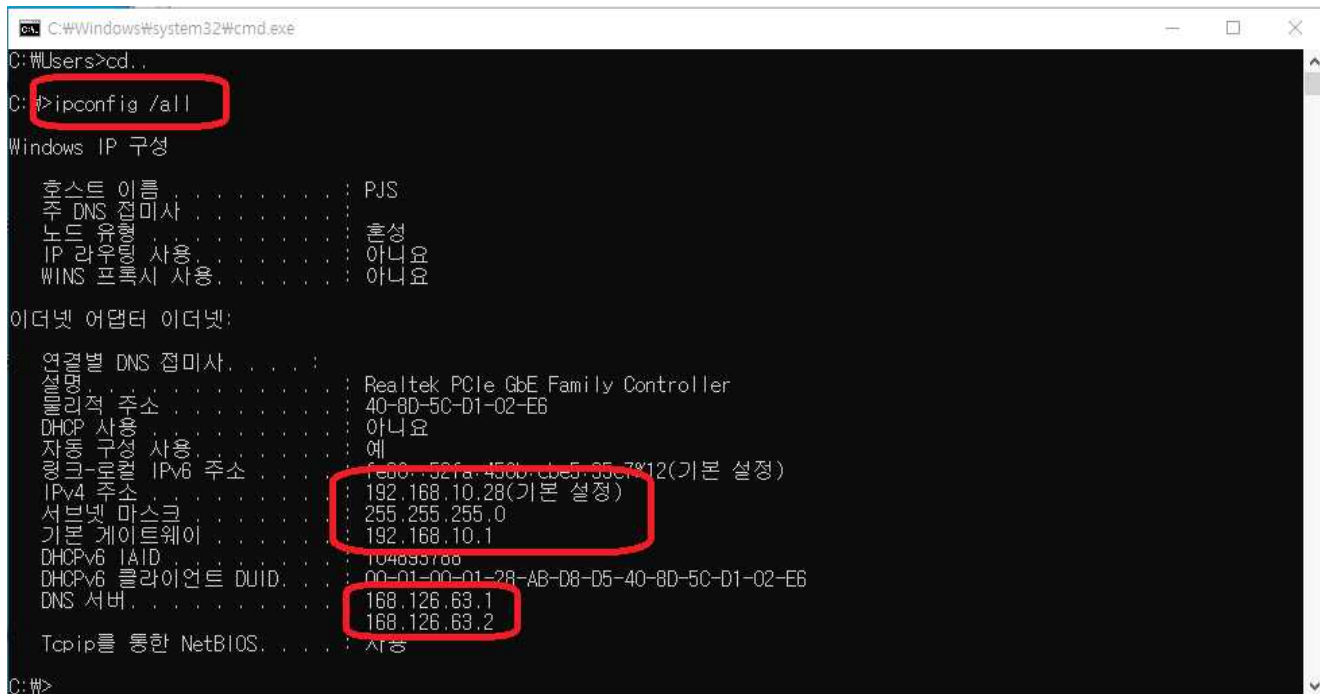 C:₩Windows₩system32₩cmd.exe
C:₩Users>cd..
C:₩>ipconfig /all
Windows IP 구성
호스트 이름 . . . . . . . . : PJS
주 DNS 접미사 . . . . . . . :
노드 유형 . . . . . . . . . : 혼성
IP 라우팅 사용. . . . . . . : 아니요
WINS 프록시 사용. . . . . . : 아니요
이더넷 어댑터 이더넷:
연결별 DNS 접미사. . . . :
설명. . . . . . . . . . . . : Realtek PCIe GbE Family Controller
물리적 주소 . . . . . . . . : 40-8D-5C-D1-02-E6
DHCP 사용 . . . . . . . . . : 아니요
자동 구성 사용. . . . . . . : 예
링크-로컬 IPv6 주소 . . . . : (기본 설정)
IPv4 주소 . . . . . . . . . : 192.168.10.28(기본 설정)
서브넷 마스크 . . . . . . . : 255.255.255.0
기본 게이트웨이 . . . . . . : 192.168.10.1
DHCPv6 IAID . . . . . . . . : 104893788
DHCPv6 클라이언트 DUID. . . : 00-01-00-01-28-AB-D8-D5-40-8D-5C-D1-02-E6
DNS 서버. . . . . . . . . . : 168.126.63.1
168.126.63.2
Tcpip를 통한 NetBIOS. . . . : 사용
C:₩>